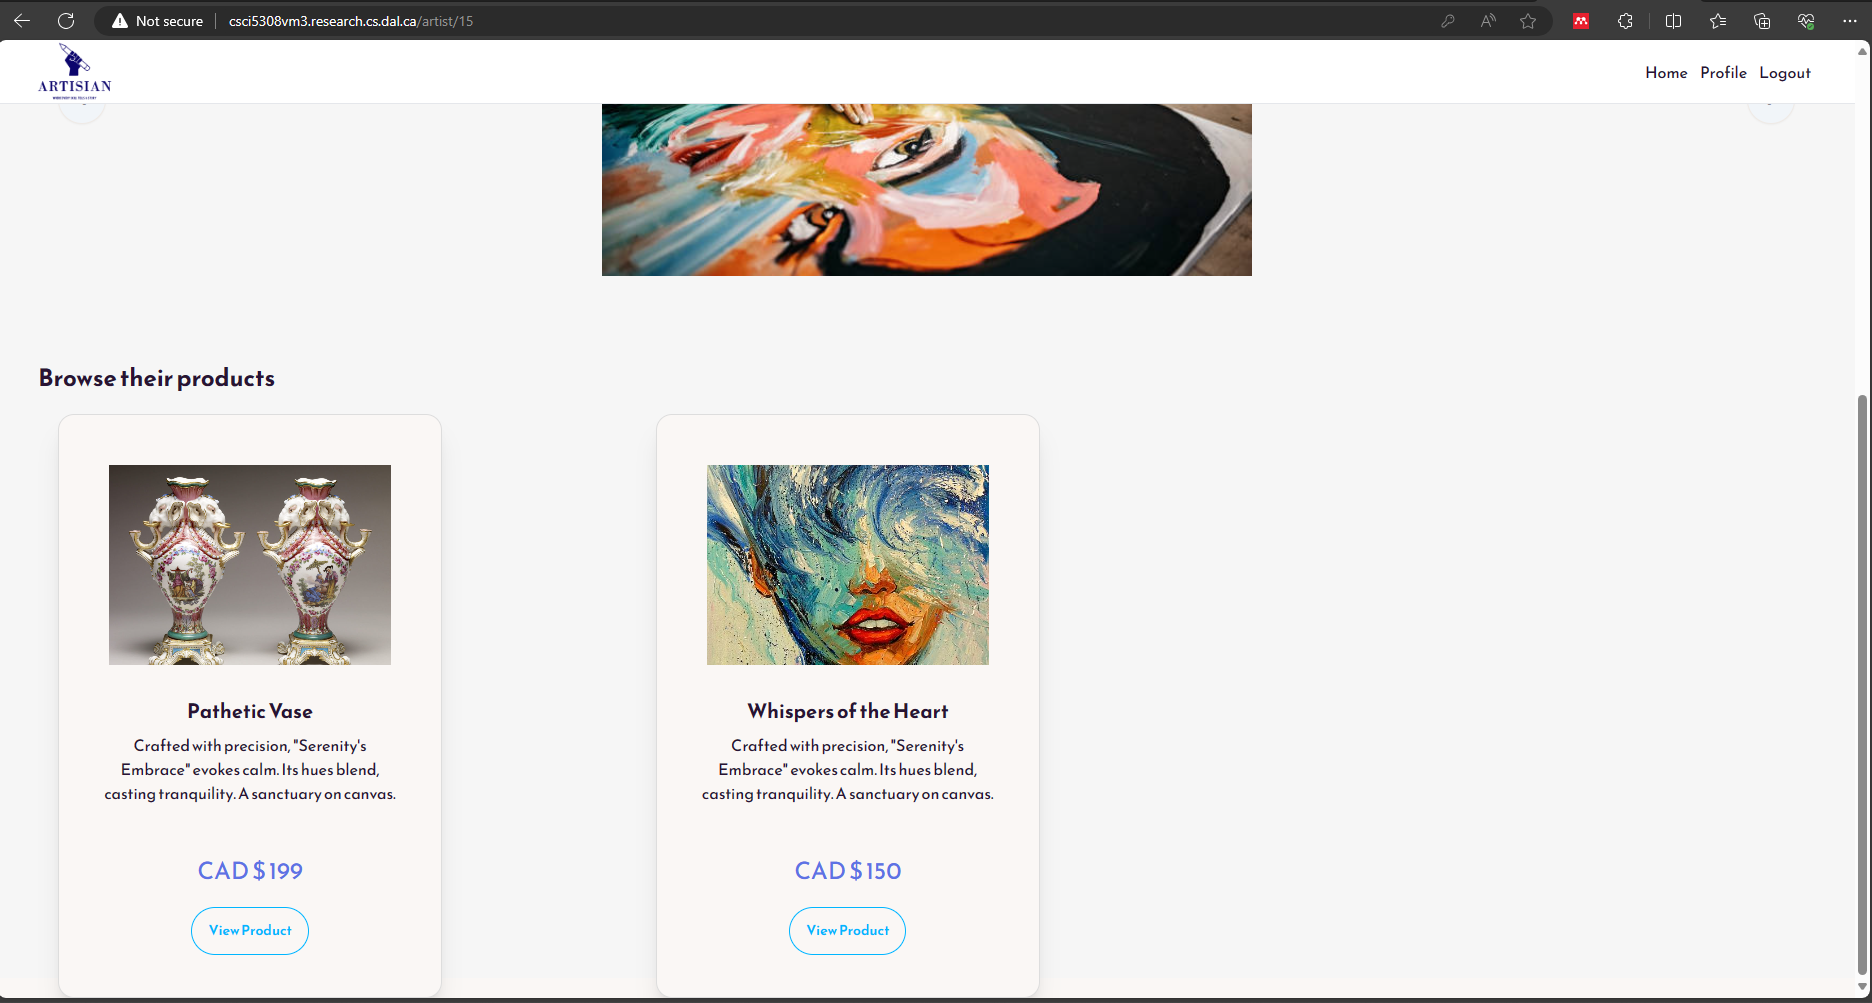 Not secure
csci5308vm3.research.cs.dal.ca/artist/15
ARTISIAN
Home Profile Logout
Browse their products
Pathetic Vase
Crafted with precision, "Serenity's
Embrace" evokes calm. Its hues blend,
casting tranquility. A sanctuary on canvas.
CAD $ 199
View Product
Whispers of the Heart
Crafted with precision, "Serenity's
Embrace" evokes calm. Its hues blend,
casting tranquility. A sanctuary on canvas.
CAD $ 150
View Product